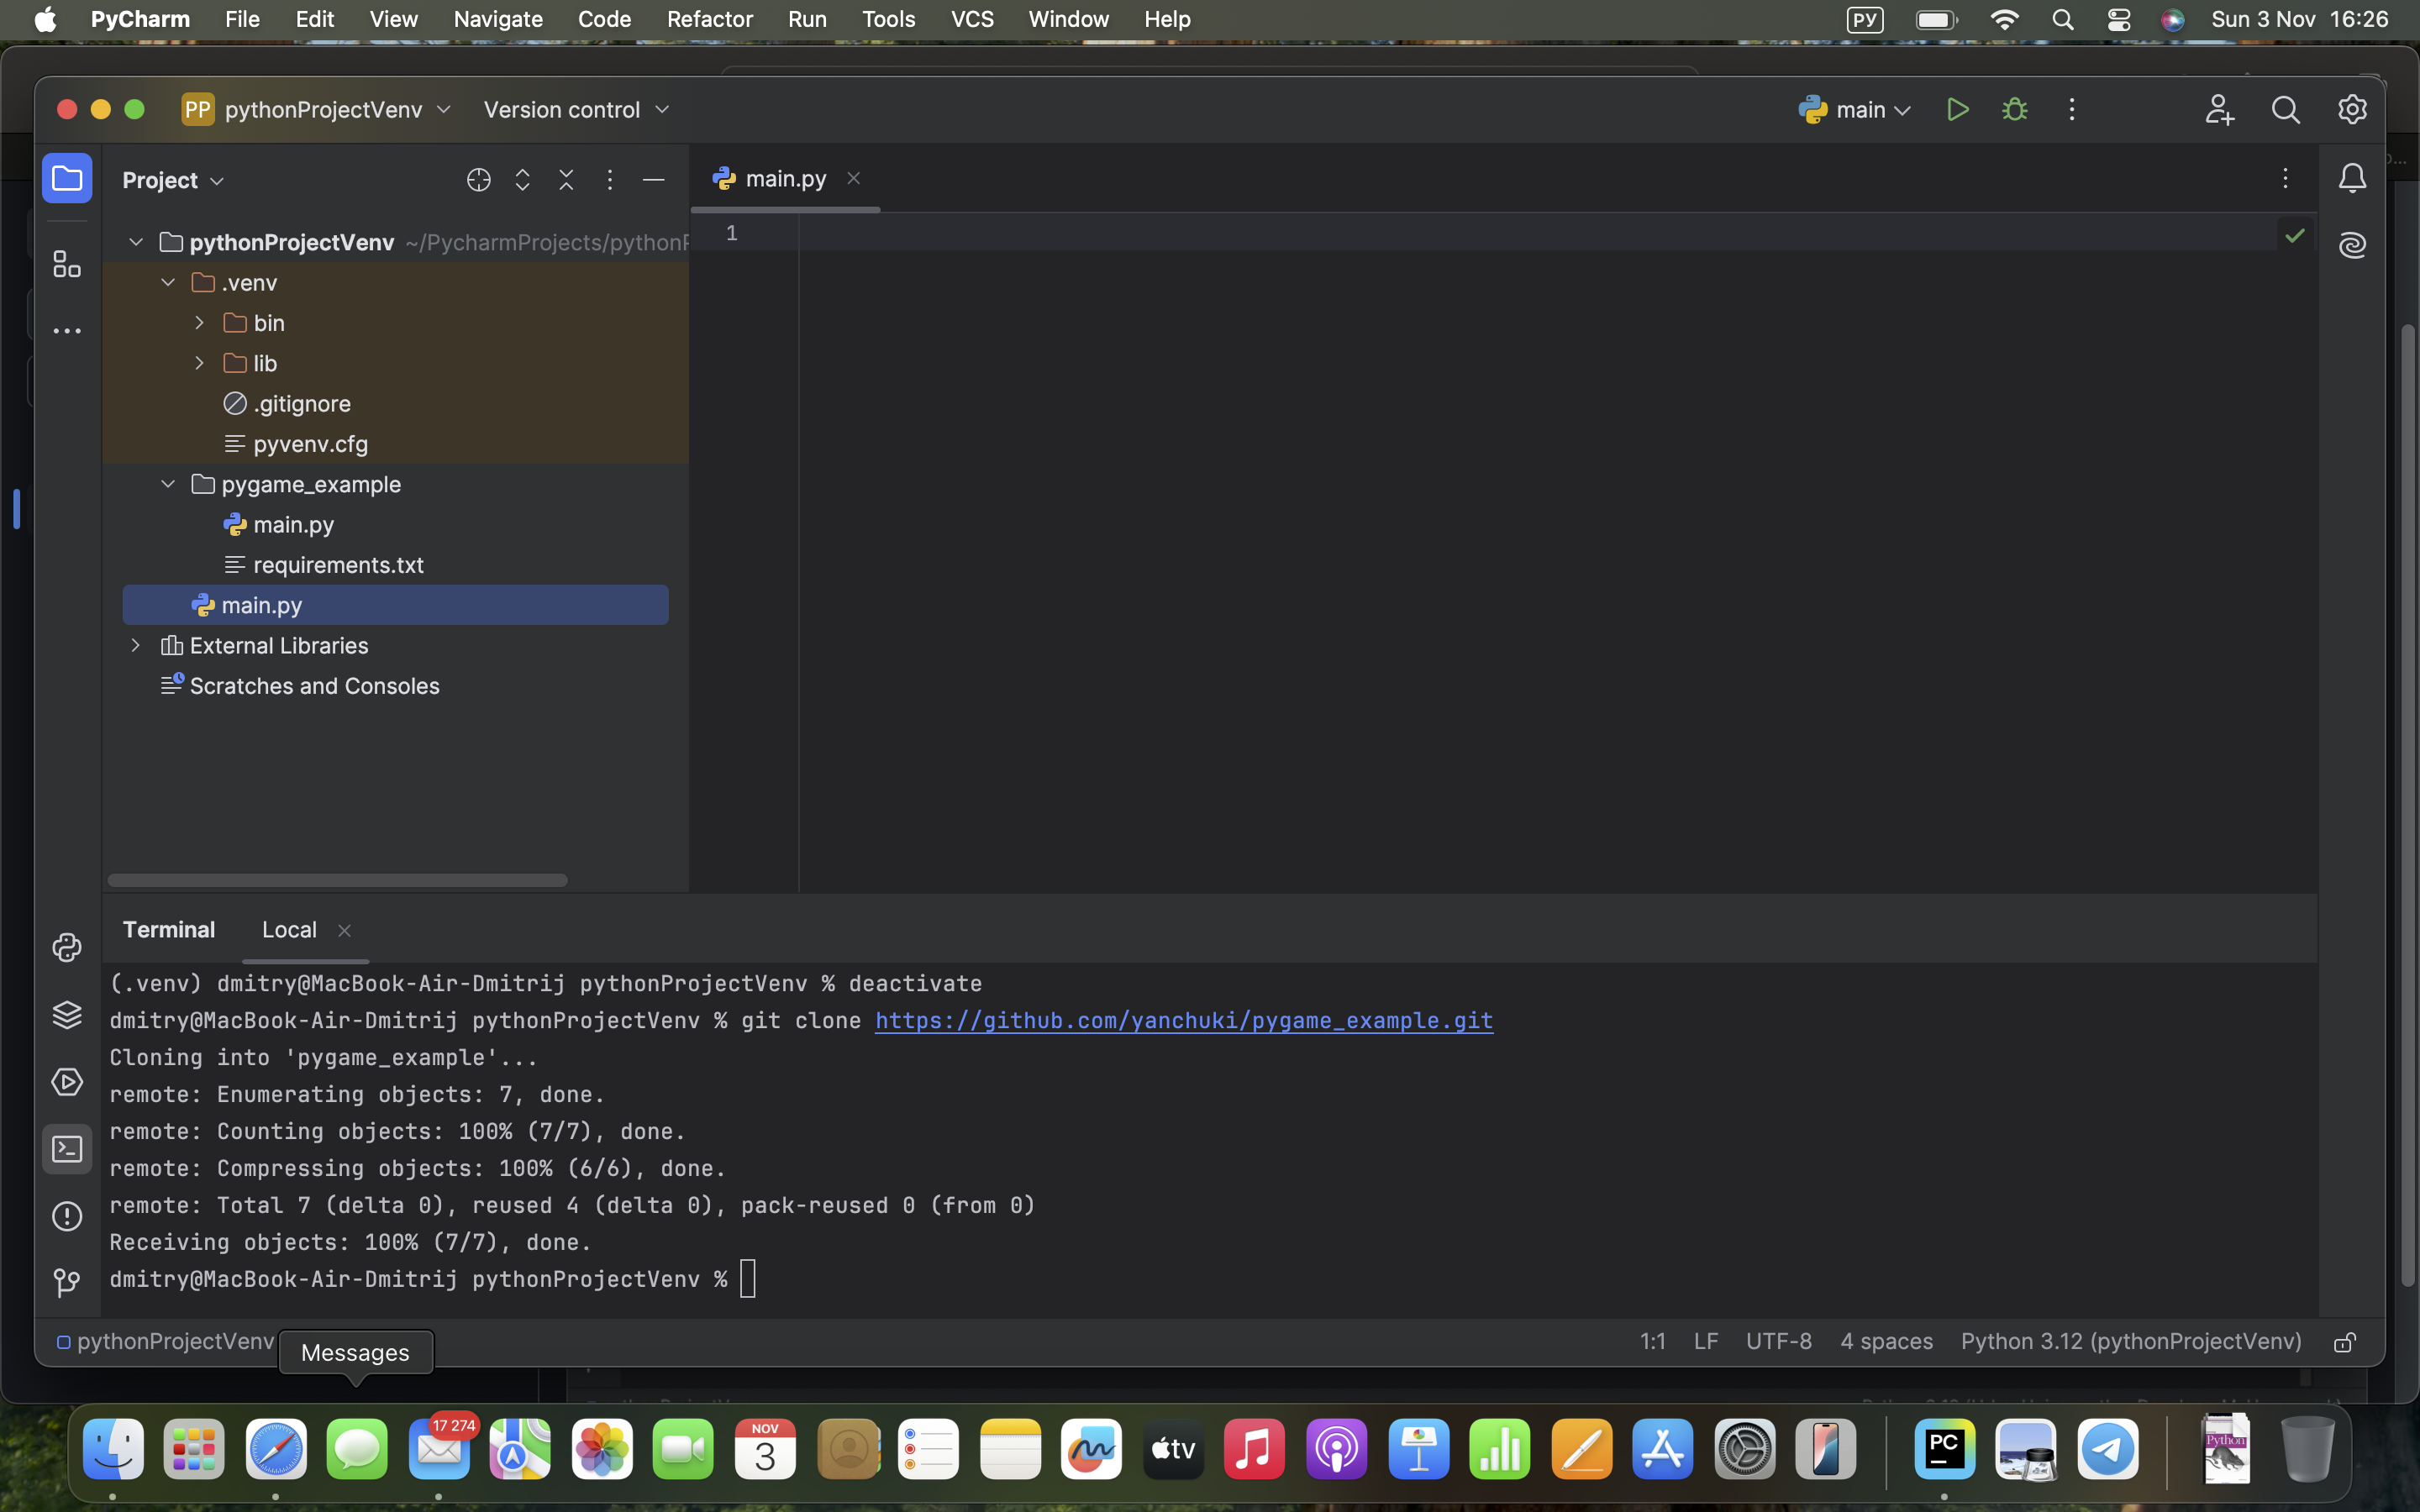 PyCharm File Edit View Navigate Code Refactor Run Tools VCS Window Help РУ Sun 3 Nov 16:26
PP pythonProjectVenv Version control main
Project
main.py
1
pythonProjectVenv ~/PycharmProjects/pythonP
.venv
bin
lib
.gitignore
pyvenv.cfg
pygame_example
main.py
requirements.txt
main.py
External Libraries
Scratches and Consoles
Terminal Local
(.venv) dmitry@MacBook-Air-Dmitrij pythonProjectVenv % deactivate
dmitry@MacBook-Air-Dmitrij pythonProjectVenv % git clone https://github.com/yanchuki/pygame_example.git
Cloning into 'pygame_example'...
remote: Enumerating objects: 7, done.
remote: Counting objects: 100% (7/7), done.
remote: Compressing objects: 100% (6/6), done.
remote: Total 7 (delta 0), reused 4 (delta 0), pack-reused 0 (from 0)
Receiving objects: 100% (7/7), done.
dmitry@MacBook-Air-Dmitrij pythonProjectVenv %
pythonProjectVenv 1:1 LF UTF-8 4 spaces Python 3.12 (pythonProjectVenv)
Messages
17 274
NOV
3
tv
PC
Python